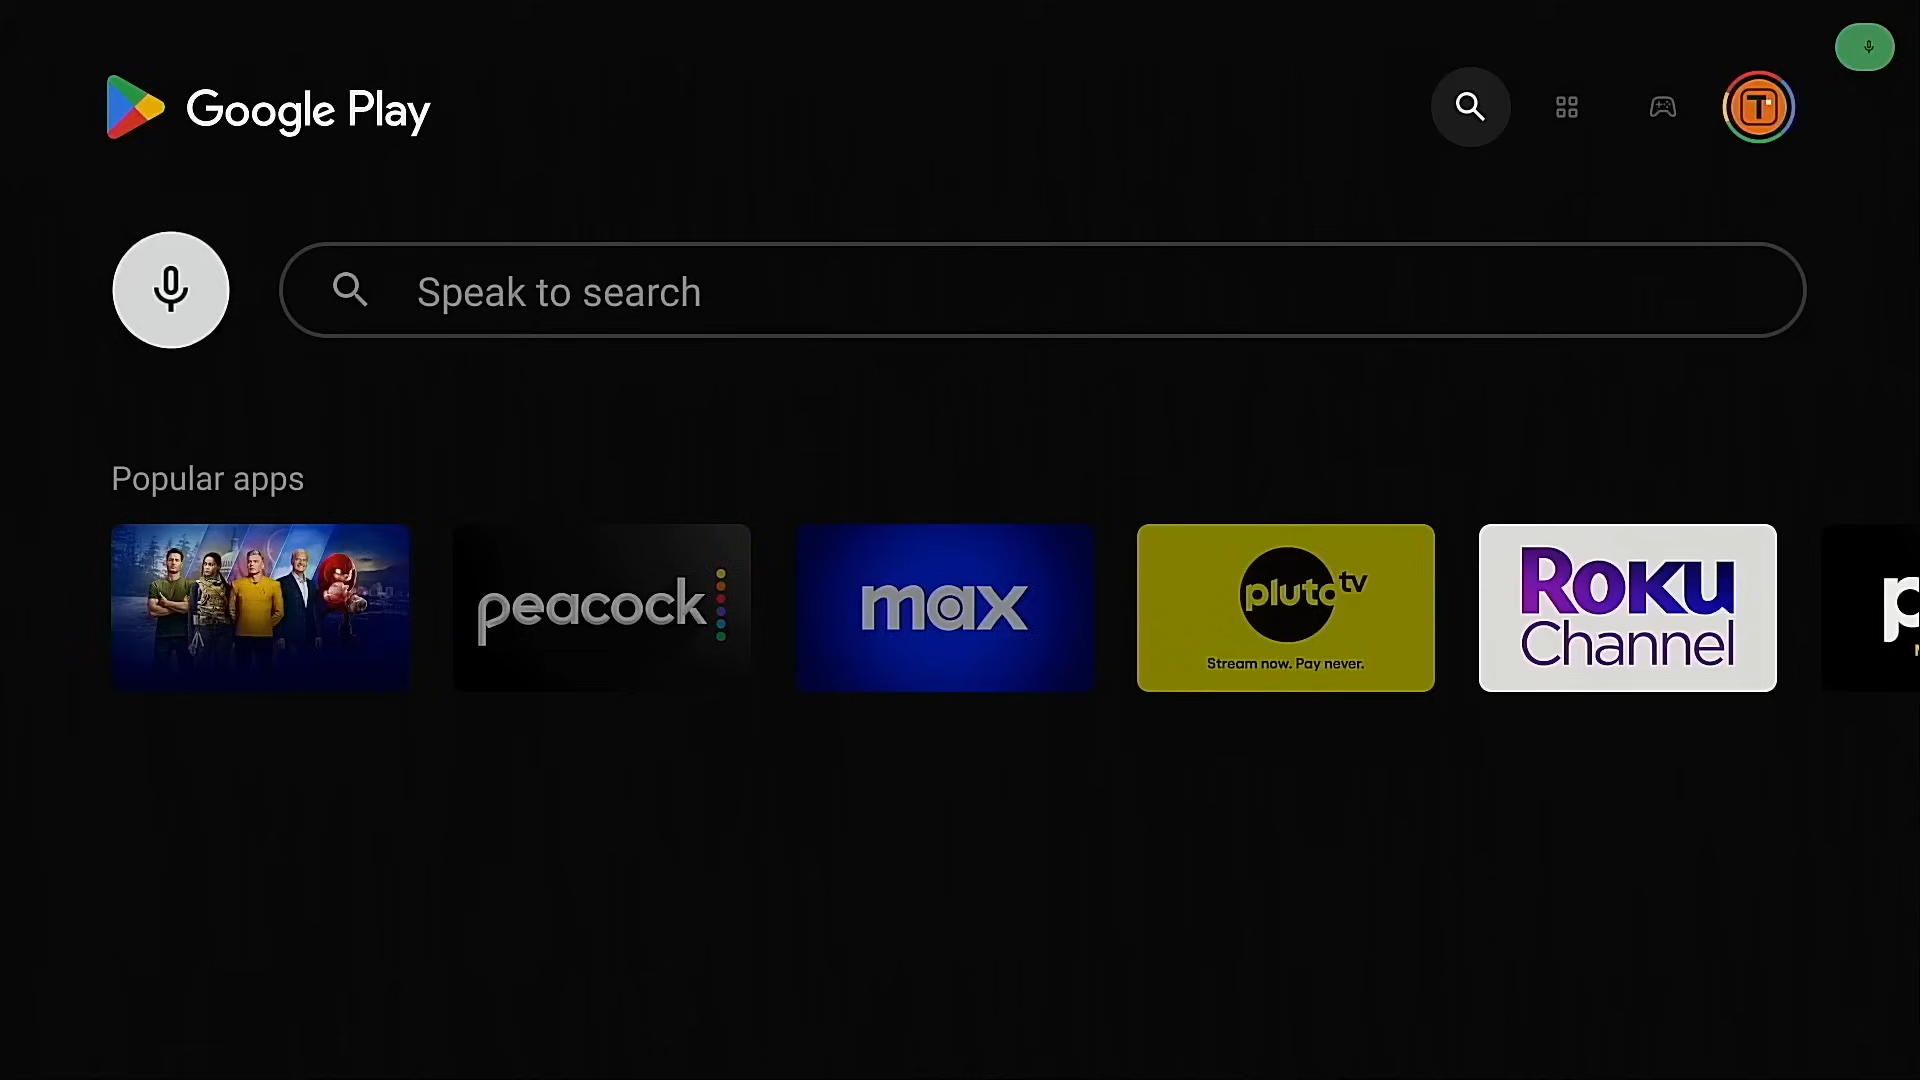 Google Play
T
Speak to search
Popular apps
peacock
max
pluto tv
Stream now. Pay never.
Roku
Channel